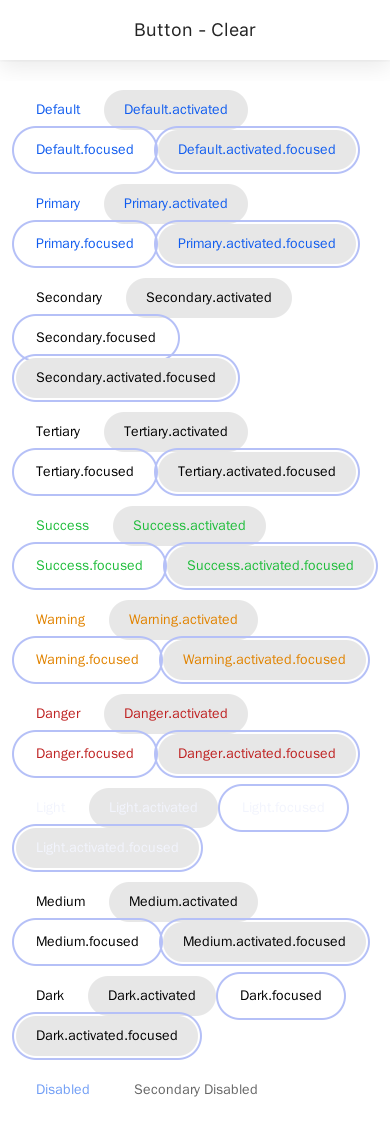 Button - Clear
Default Default.activated
Default.focused Default.activated.focused
Primary Primary.activated
Primary.focused Primary.activated.focused
Secondary Secondary.activated
Secondary.focused
Secondary.activated.focused
Tertiary Tertiary.activated
Tertiary.focused Tertiary.activated.focused
Success Success.activated
Success.focused Success.activated.focused
Warning Warning.activated
Warning.focused Warning.activated.focused
Danger Danger.activated
Danger.focused Danger.activated.focused
Light Light.activated Light.focused
Light.activated.focused
Medium Medium.activated
Medium.focused Medium.activated.focused
Dark Dark.activated Dark.focused
Dark.activated.focused
Disabled Secondary Disabled